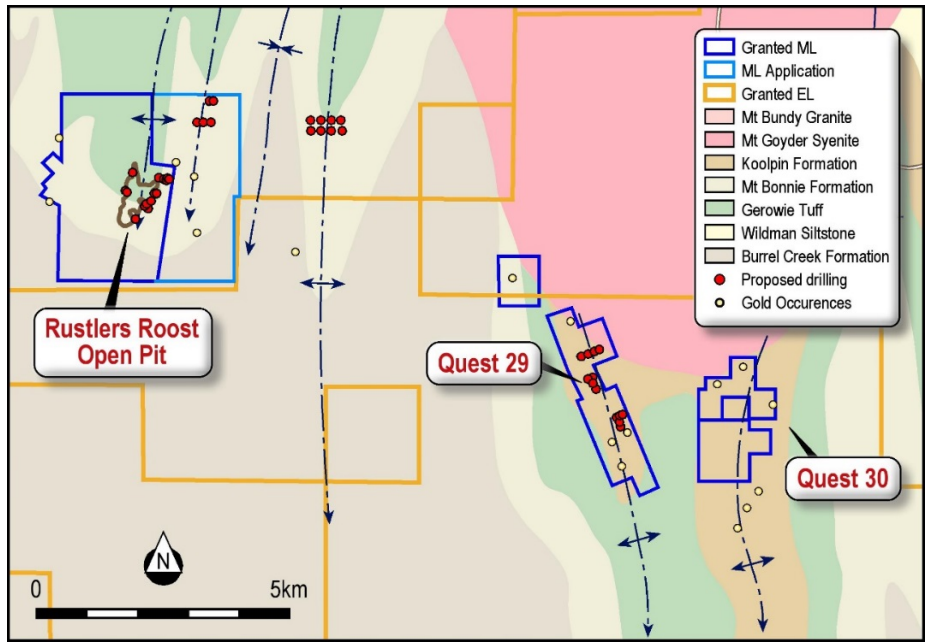 Granted ML
ML Application
Granted EL
Mt Bundy Granite
Mt Goyder Syenite
Koolpin Formation
Mt Bonnie Formation
Gerowie Tuff
Wildman Siltstone
Burrel Creek Formation
Proposed drilling
Gold Occurences
Rustlers Roost
Open Pit
Quest 29
Quest 30
N
0
5km